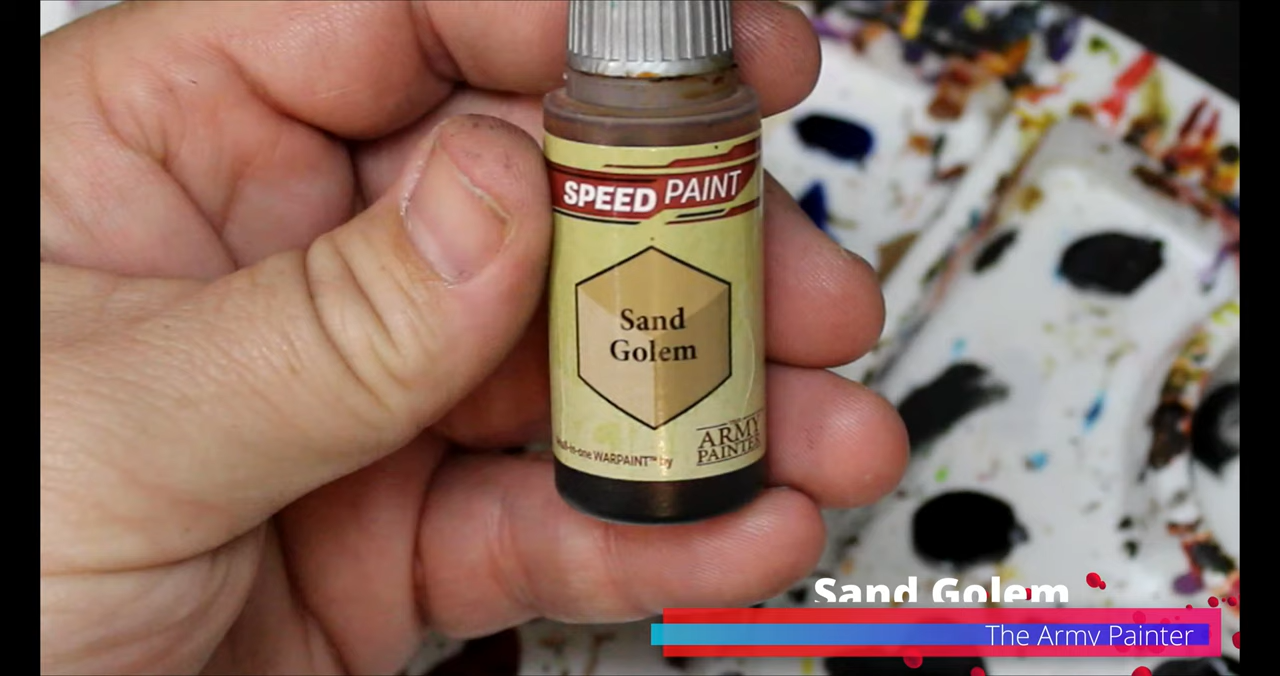 SPEED PAINT
Sand
Golem
ARMY
PAINTER
WARPAINT™ by
Sand Golem
The Army Painter